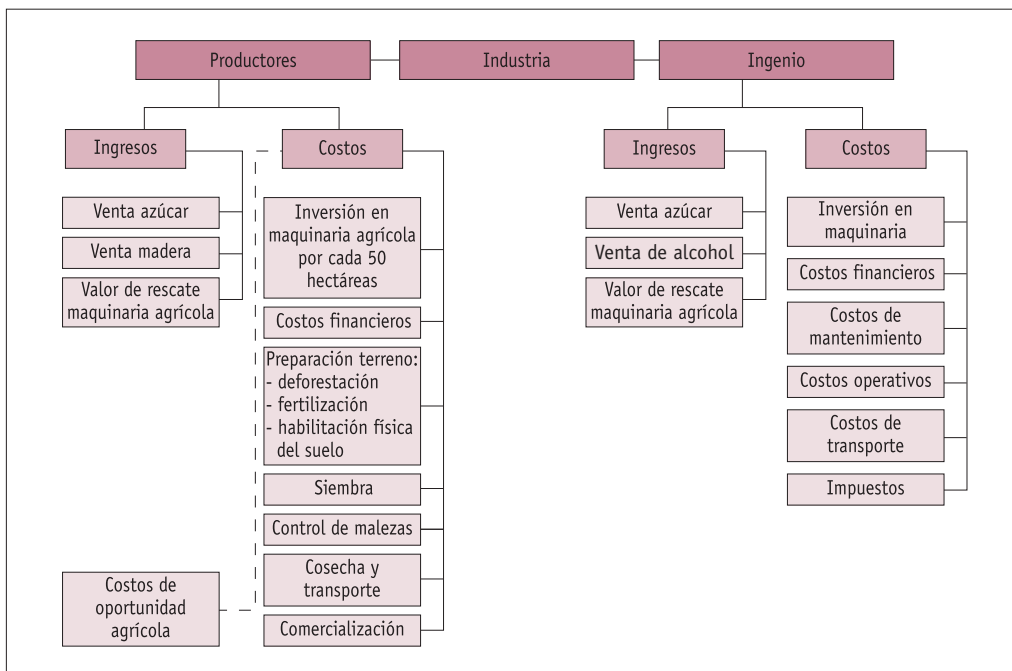 Productores
Industria
Ingenio
Ingresos
Costos
Venta azúcar
Venta madera
Valor de rescate
maquinaria agrícola
Inversión en
maquinaria agrícola
por cada 50
hectáreas
Costos financieros
Preparación terreno:
- deforestación
- fertilización
- habilitación física
del suelo
Siembra
Control de malezas
Cosecha y
transporte
Comercialización
Costos de
oportunidad
agrícola
Ingresos
Costos
Venta azúcar
Venta de alcohol
Valor de rescate
maquinaria agrícola
Inversión en
maquinaria
Costos financieros
Costos de
mantenimiento
Costos operativos
Costos de
transporte
Impuestos